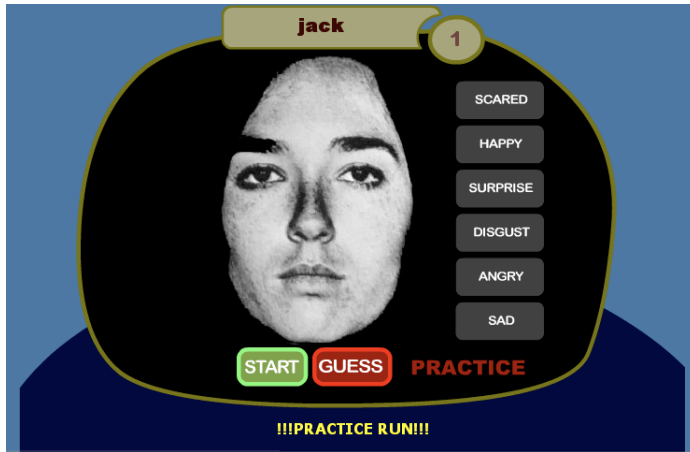 jack
1
SCARED
HAPPY
SURPRISE
DISGUST
ANGRY
SAD
START GUESS PRACTICE
!!!PRACTICE RUN!!!